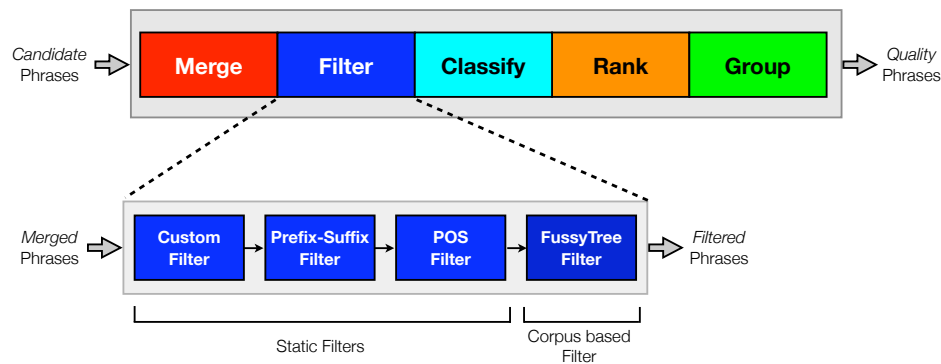 Candidate
Phrases
Merge
Filter
Classify
Rank
Group
Quality
Phrases
Merged
Phrases
Custom
Filter
Prefix-Suffix
Filter
POS
Filter
FussyTree
Filter
Filtered
Phrases
Static Filters
Corpus based
Filter